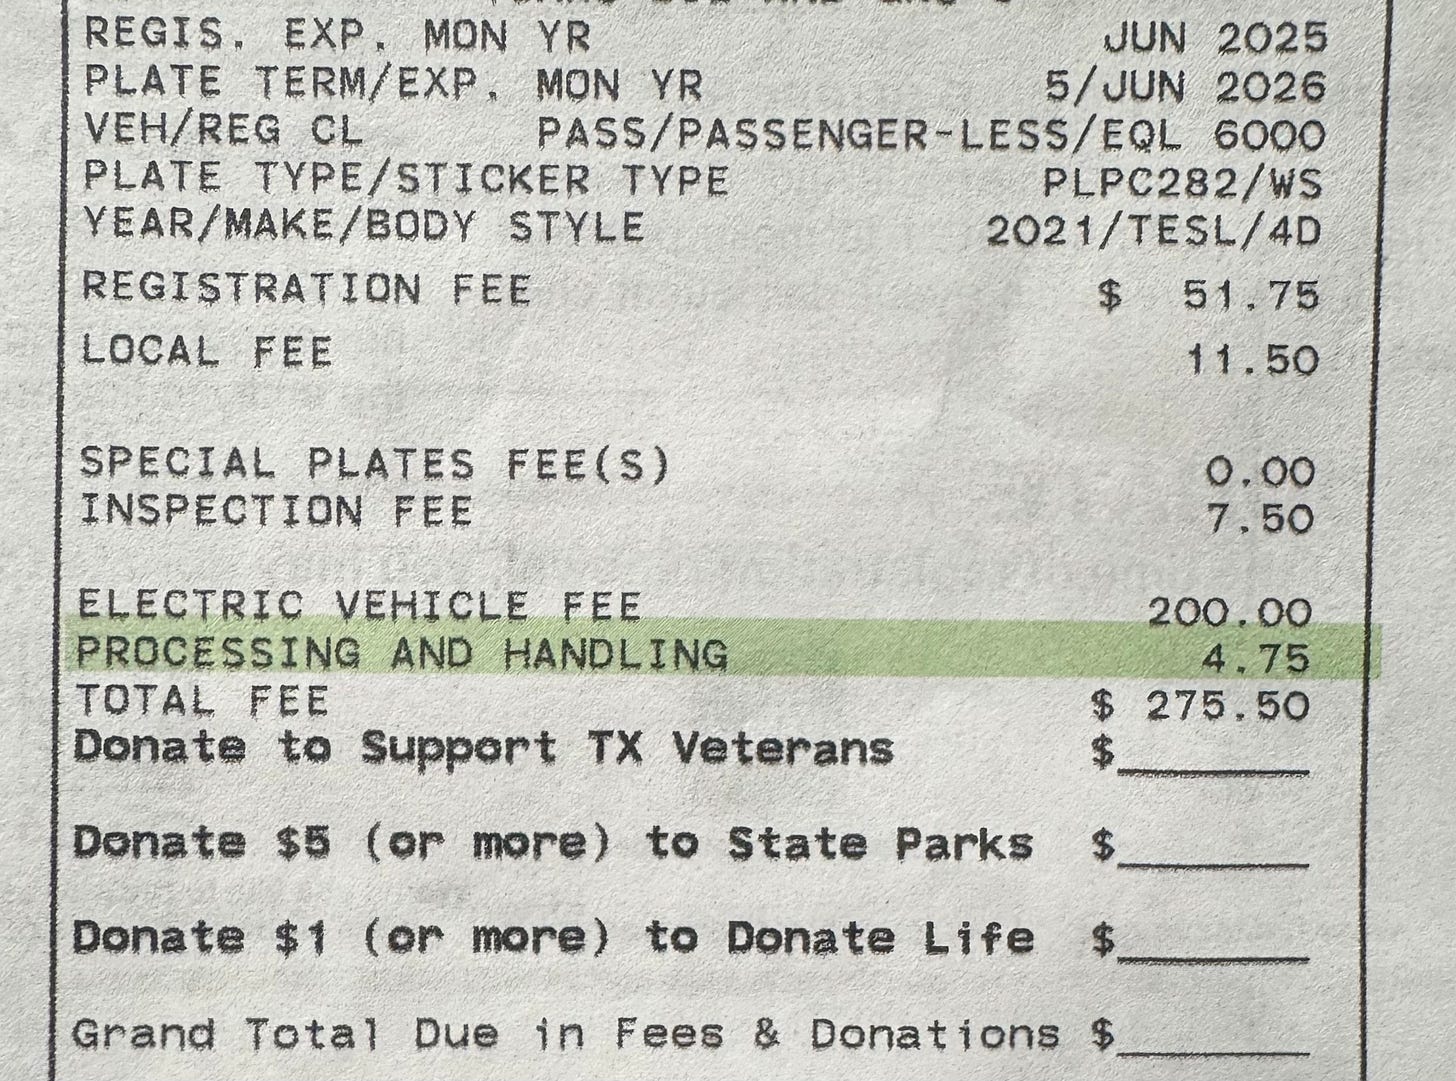 REGIS. EXP. MON YR JUN 2025
PLATE TERM/EXP. MON YR 5/JUN 2026
VEH/REG CL PASS/PASSENGER-LESS/EQL 6000
PLATE TYPE/STICKER TYPE PLPC282/WS
YEAR/MAKE/BODY STYLE 2021/TESL/4D
REGISTRATION FEE $ 51.75
LOCAL FEE 11.50
SPECIAL PLATES FEE(S) 0.00
INSPECTION FEE 7.50
ELECTRIC VEHICLE FEE 200.00
PROCESSING AND HANDLING 4.75
TOTAL FEE $ 275.50
Donate to Support TX Veterans $
Donate $5 (or more) to State Parks $
Donate $1 (or more) to Donate Life $
Grand Total Due in Fees & Donations $